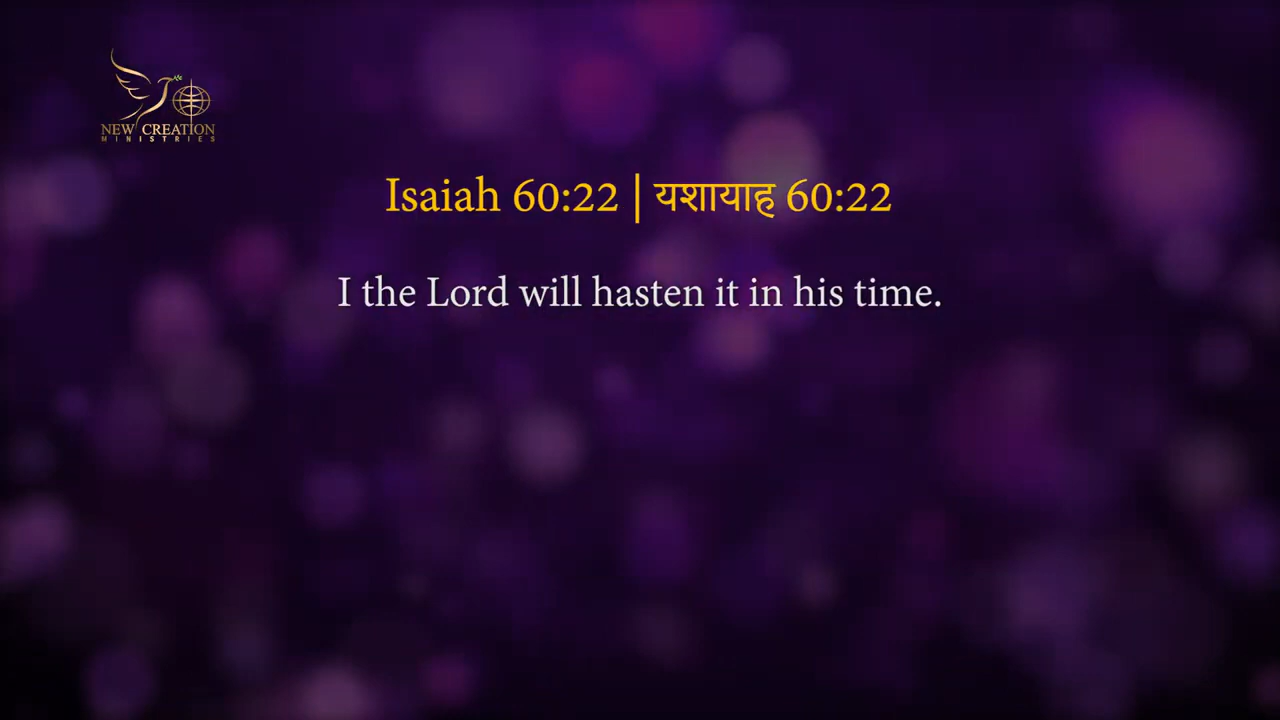 NEW CREATION
MINISTRIES
Isaiah 60:22 | यशायाह 60:22
I the Lord will hasten it in his time.